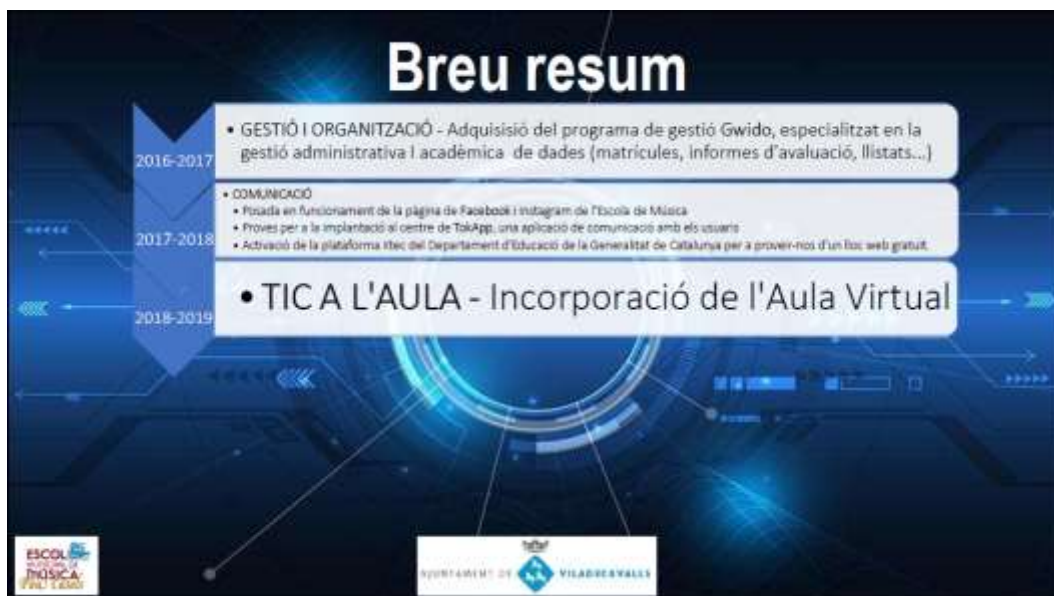 Breu resum
2016-2017
• GESTIÓ I ORGANITZACIÓ - Adquisisió del programa de gestió Gwido, especialitzat en la
gestió administrativa I acadèmica de dades (matrícules, informes d'avaluació, llistats...)
2017-2018
• COMUNICACIÓ
• Posada en funcionament de la pàgina de Facebook i Instagram de l'Escola de Música
• Proves per a la implantació al centre de TokApp, una aplicació de comunicació amb els usuaris
• Activació de la plataforma Xtec del Departament d'Educació de la Generalitat de Catalunya per a proveir-nos d'un lloc web gratuït
2018-2019
• TIC A L'AULA - Incorporació de l'Aula Virtual
ESCOLA
MUNICIPAL DE
MÚSICA
AJUNTAMENT DE VILADECAVALLS